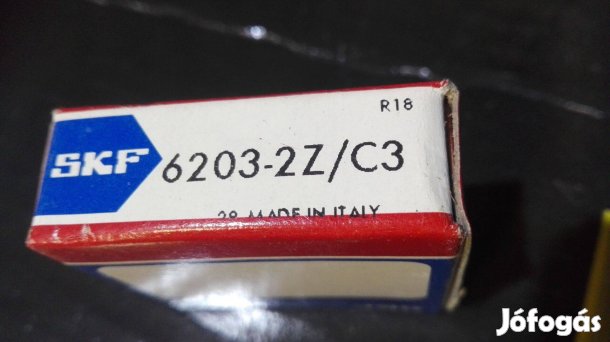 R18
SKF 6203-2Z/C3
28 MADE IN ITALY
Jófogás